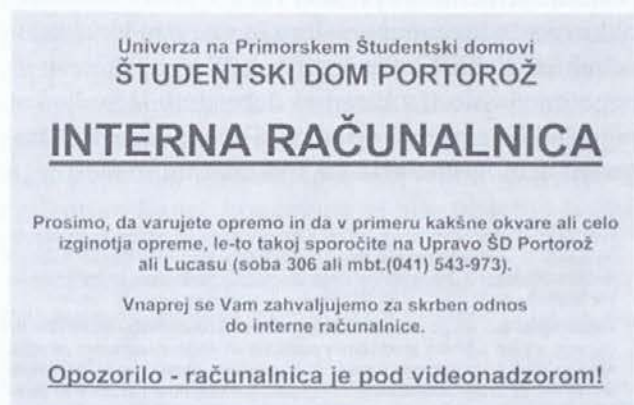 Univerza na Primorskem Študentski domovi
ŠTUDENTSKI DOM PORTOROŽ
INTERNA RAČUNALNICA
Prosimo, da varujete opremo in da v primeru kakšne okvare ali celo
izginotja opreme, le-to takoj sporočite na Upravo ŠD Portorož
ali Lucasu (soba 306 ali mbt.(041) 543-973).
Vnaprej se Vam zahvaljujemo za skrben odnos
do interne računalnice.
Opozorilo - računalnica je pod videonadzorom!